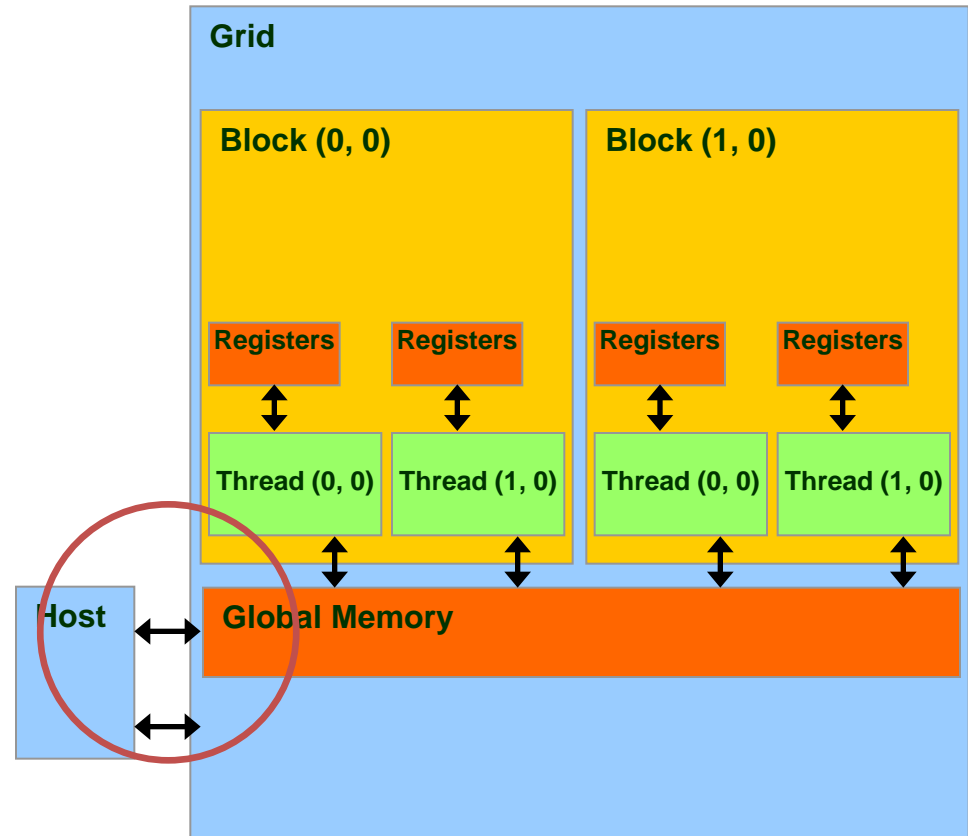 Grid
Block (0, 0)
Block (1, 0)
Registers
Registers
Registers
Registers
Thread (0, 0)
Thread (1, 0)
Thread (0, 0)
Thread (1, 0)
Host
Global Memory